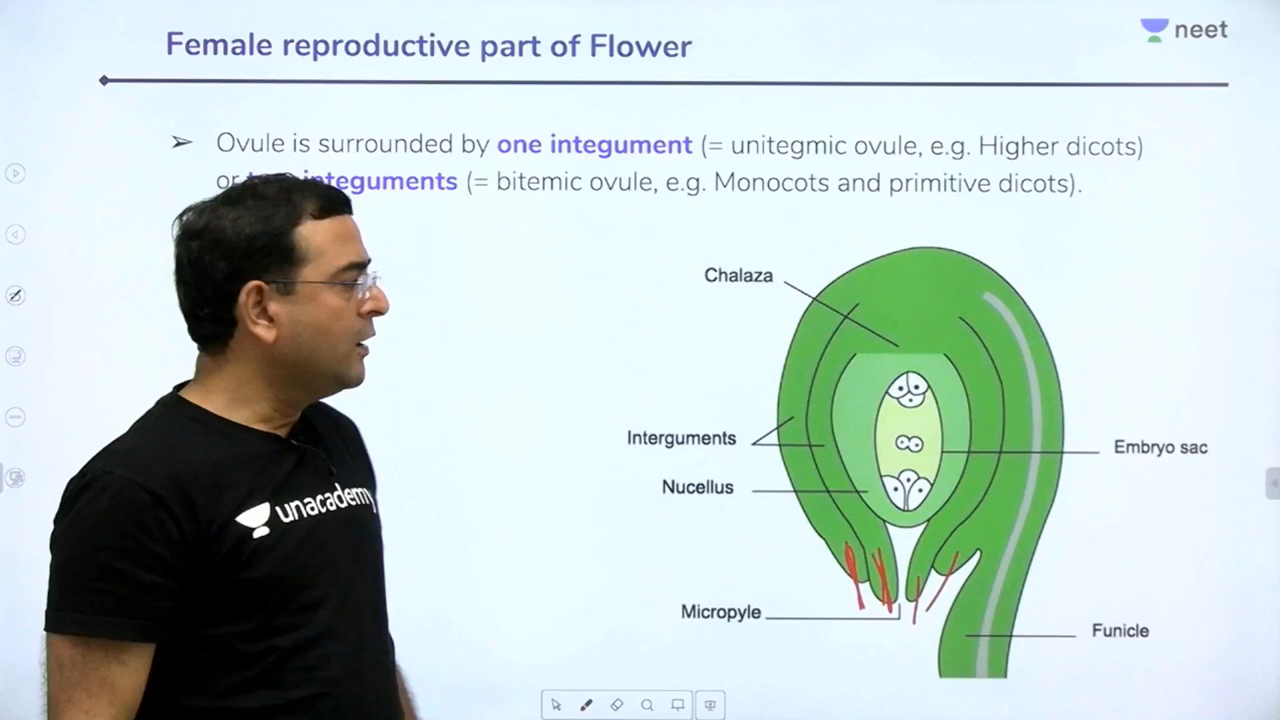 Female reproductive part of Flower
neet
➢ Ovule is surrounded by one integument (= unitegmic ovule, e.g. Higher dicots)
or integuments (= bitemic ovule, e.g. Monocots and primitive dicots).
Chalaza
Interguments
Embryo sac
Nucellus
Micropyle
Funicle
unacademy